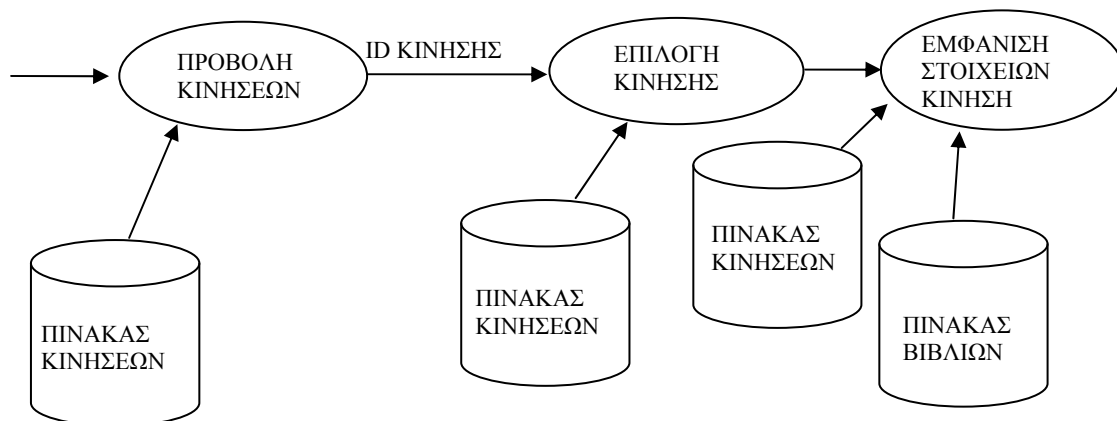 ΠΡΟΒΟΛΗ
ΚΙΝΗΣΕΩΝ
ID ΚΙΝΗΣΗΣ
ΕΠΙΛΟΓΗ
ΚΙΝΗΣΗΣ
ΕΜΦΑΝΙΣΗ
ΣΤΟΙΧΕΙΩΝ
ΚΙΝΗΣΗ
ΠΙΝΑΚΑΣ
ΚΙΝΗΣΕΩΝ
ΠΙΝΑΚΑΣ
ΚΙΝΗΣΕΩΝ
ΠΙΝΑΚΑΣ
ΚΙΝΗΣΕΩΝ
ΠΙΝΑΚΑΣ
ΒΙΒΛΙΩΝ